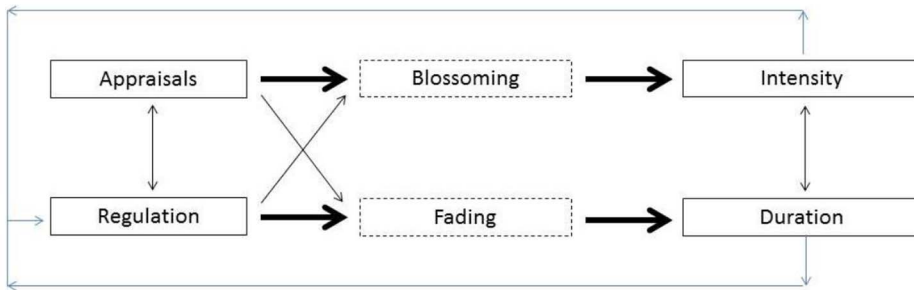 Appraisals
Blossoming
Intensity
Regulation
Fading
Duration